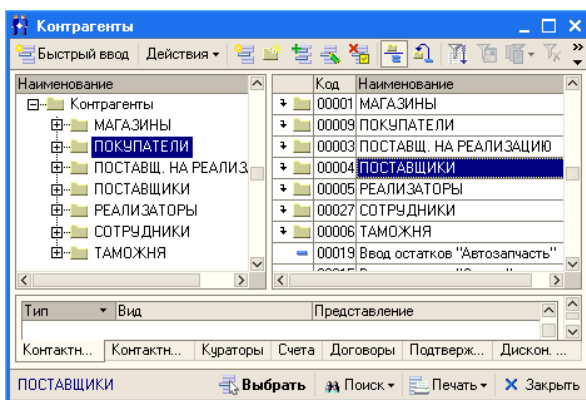 Контрагенты
Быстрый ввод Действия
Наименование
Контрагенты
МАГАЗИНЫ
ПОКУПАТЕЛИ
ПОСТАВЩ. НА РЕАЛИЗ
ПОСТАВЩИКИ
РЕАЛИЗАТОРЫ
СОТРУДНИКИ
ТАМОЖНЯ
Код Наименование
00001 МАГАЗИНЫ
00009 ПОКУПАТЕЛИ
00003 ПОСТАВЩ. НА РЕАЛИЗАЦИЮ
00004 ПОСТАВЩИКИ
00005 РЕАЛИЗАТОРЫ
00027 СОТРУДНИКИ
00006 ТАМОЖНЯ
00019 Ввод остатков "Автозапчасть"
Тип Вид Представление
Контактн... Контактн... Кураторы Счета Договоры Подтверж... Дискон. ...
ПОСТАВЩИКИ Выбрать Поиск Печать Закрыть